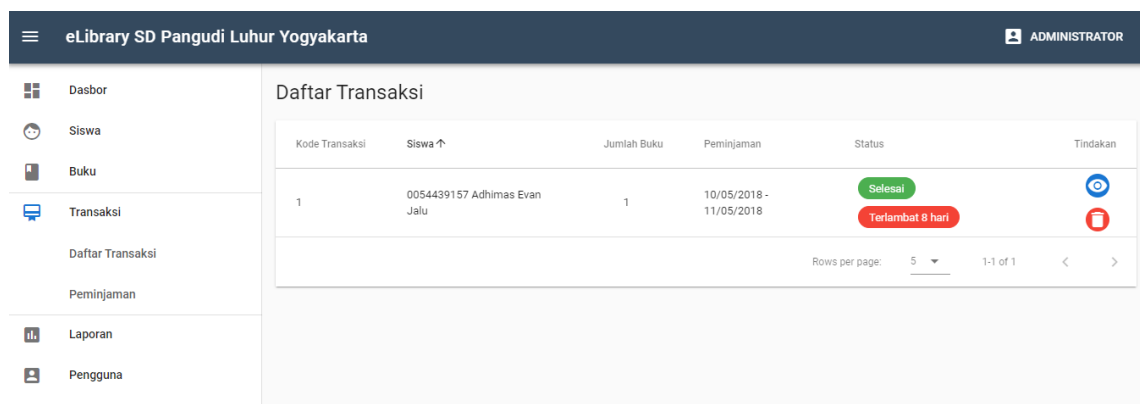 eLibrary SD Pangudi Luhur Yogyakarta
ADMINISTRATOR
Dasbor
Siswa
Buku
Transaksi
Daftar Transaksi
Peminjaman
Laporan
Pengguna
Daftar Transaksi
Kode Transaksi Siswa Jumlah Buku Peminjaman Status Tindakan
1 0054439157 Adhimas Evan Jalu 1 10/05/2018 - 11/05/2018 Selesai Terlambat 8 hari
Rows per page: 5 1-1 of 1